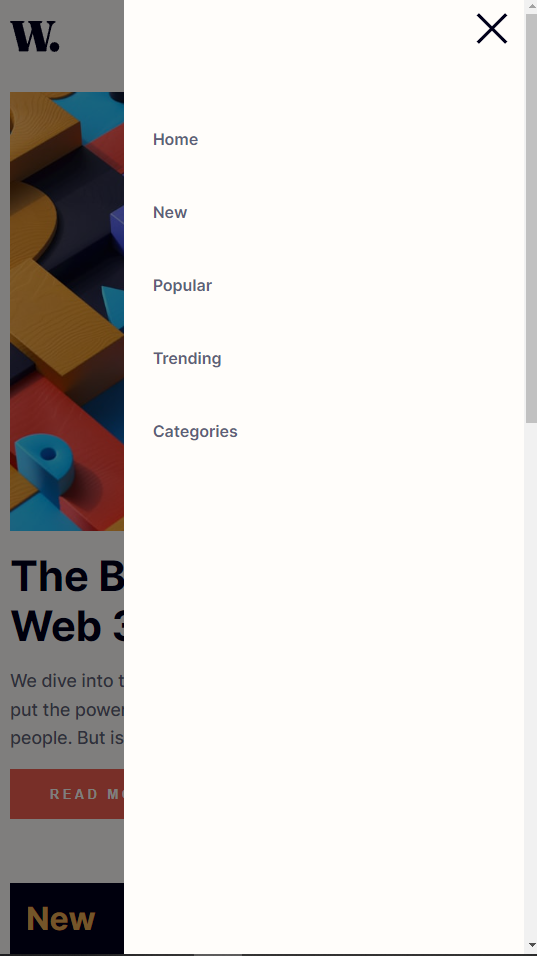 W.
Home
New
Popular
Trending
Categories
The B
Web 3
We dive into t
put the power
people. But is
READ MO
New